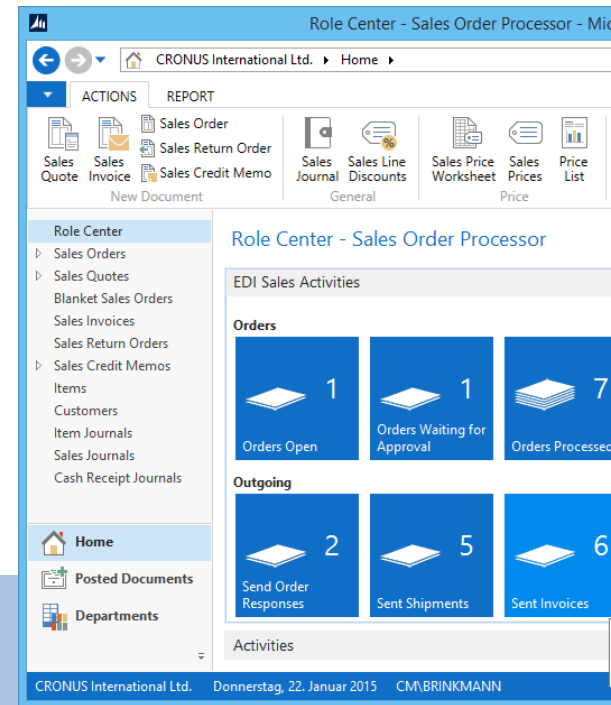 Role Center - Sales Order Processor - Mic
CRONUS International Ltd. Home
ACTIONS REPORT
Sales Quote
Sales Invoice
Sales Order
Sales Return Order
Sales Credit Memo
New Document
Sales Journal
Sales Line Discounts
General
Sales Price Worksheet
Sales Prices
Price List
Price
Role Center
Sales Orders
Sales Quotes
Blanket Sales Orders
Sales Invoices
Sales Return Orders
Sales Credit Memos
Items
Customers
Item Journals
Sales Journals
Cash Receipt Journals
Home
Posted Documents
Departments
Role Center - Sales Order Processor
EDI Sales Activities
Orders
1
Orders Open
1
Orders Waiting for
Approval
7
Orders Processed
Outgoing
2
Send Order
Responses
5
Sent Shipments
6
Sent Invoices
Activities
CRONUS International Ltd. Donnerstag, 22. Januar 2015 CM\BRINKMANN